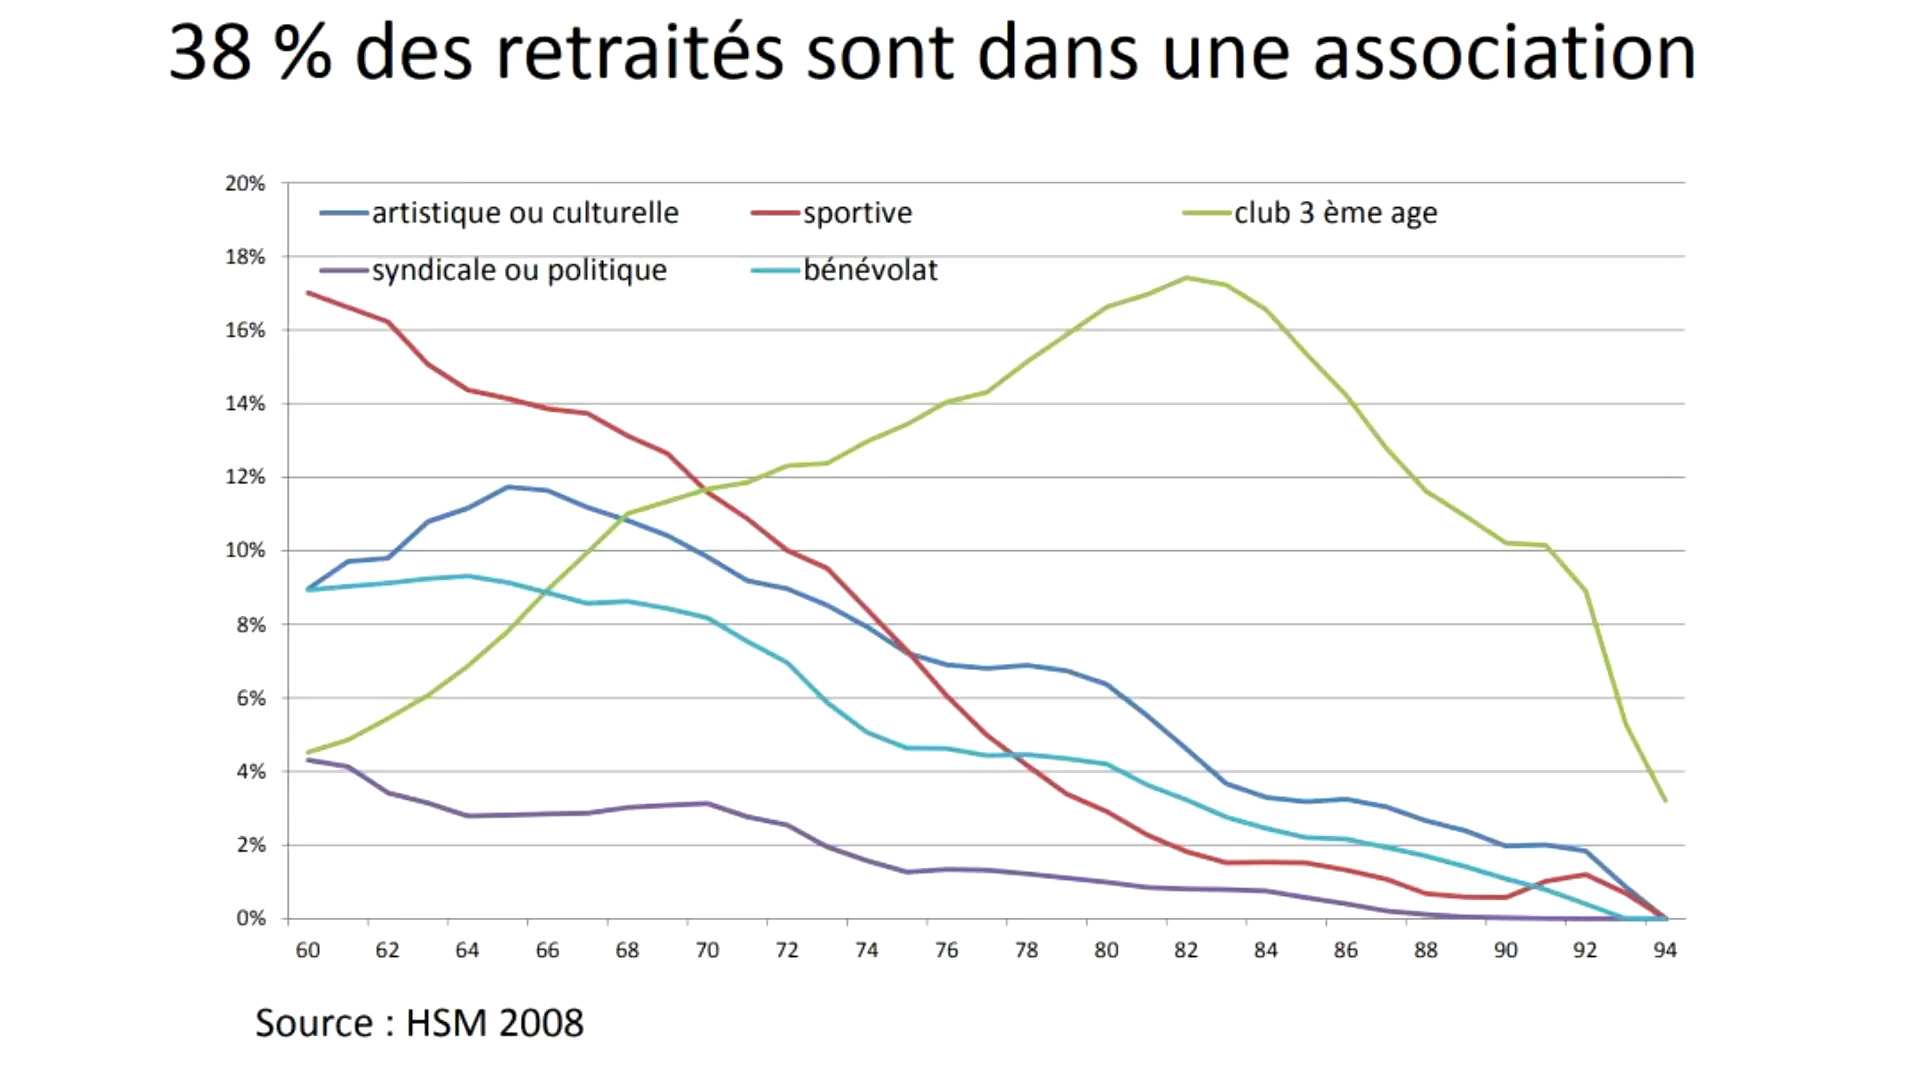 38 % des retraités sont dans une association
20%
artistique ou culturelle sportive club 3 ème age
18%
syndicale ou politique bénévolat
16%
14%
12%
10%
8%
6%
4%
2%
0%
60 62 64 66 68 70 72 74 76 78 80 82 84 86 88 90 92 94
Source : HSM 2008